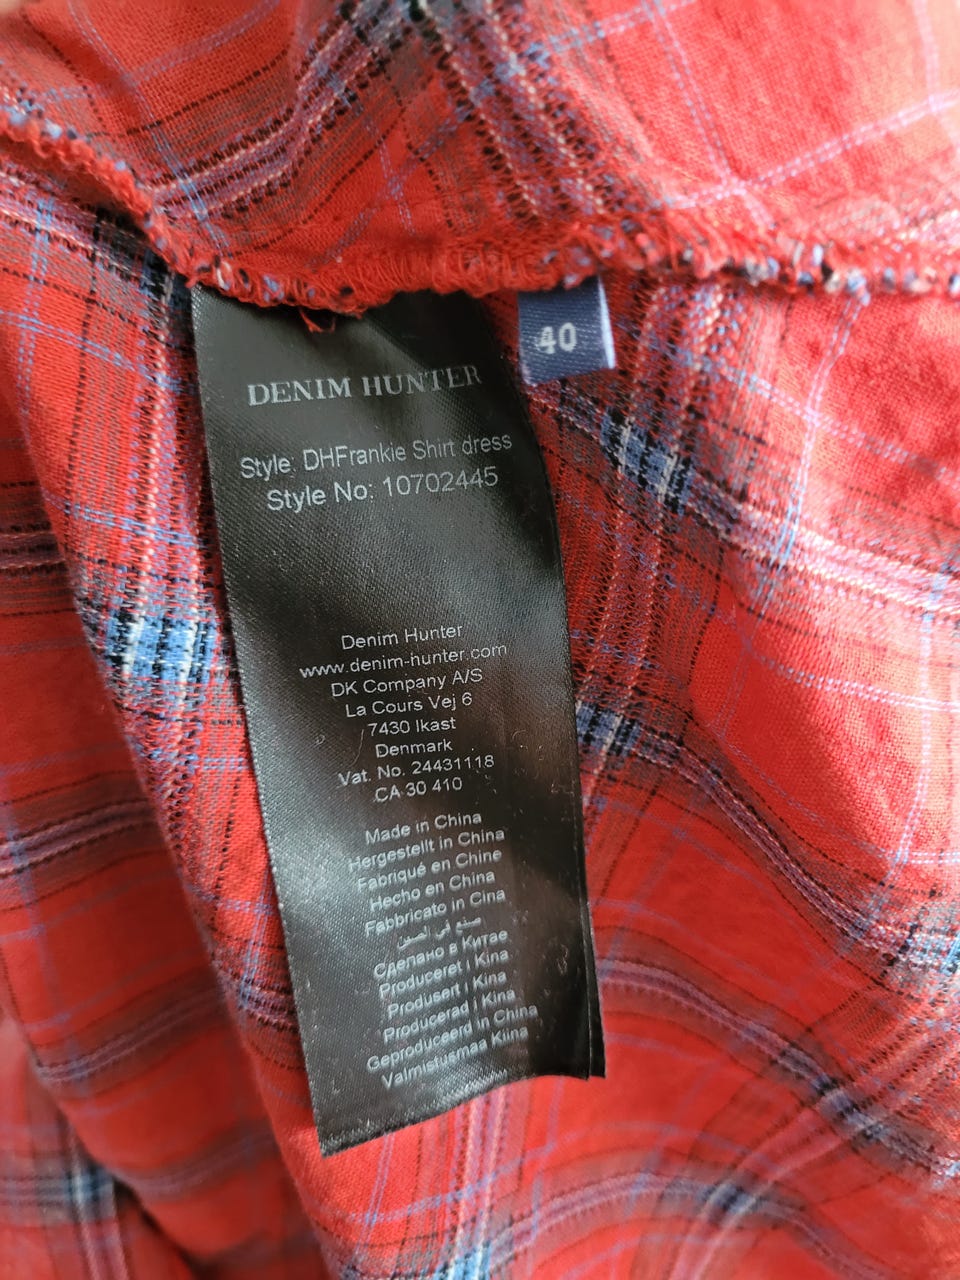 DENIM HUNTER
40
Style: DHFrankie Shirt dress
Style No: 10702445
Denim Hunter
www.denim-hunter.com
DK Company A/S
La Cours Vej 6
7430 Ikast
Denmark
Vat. No. 24431118
CA 30 410
Made in China
Hergestellt in China
Fabriqué en Chine
Hecho en China
Fabbricato in Cina
صنع في الصين
Сделано в Китае
Produceret i Kina
Produsert i Kina
Producerad i Kina
Geproduceerd in China
Valmistusmaa Kiina